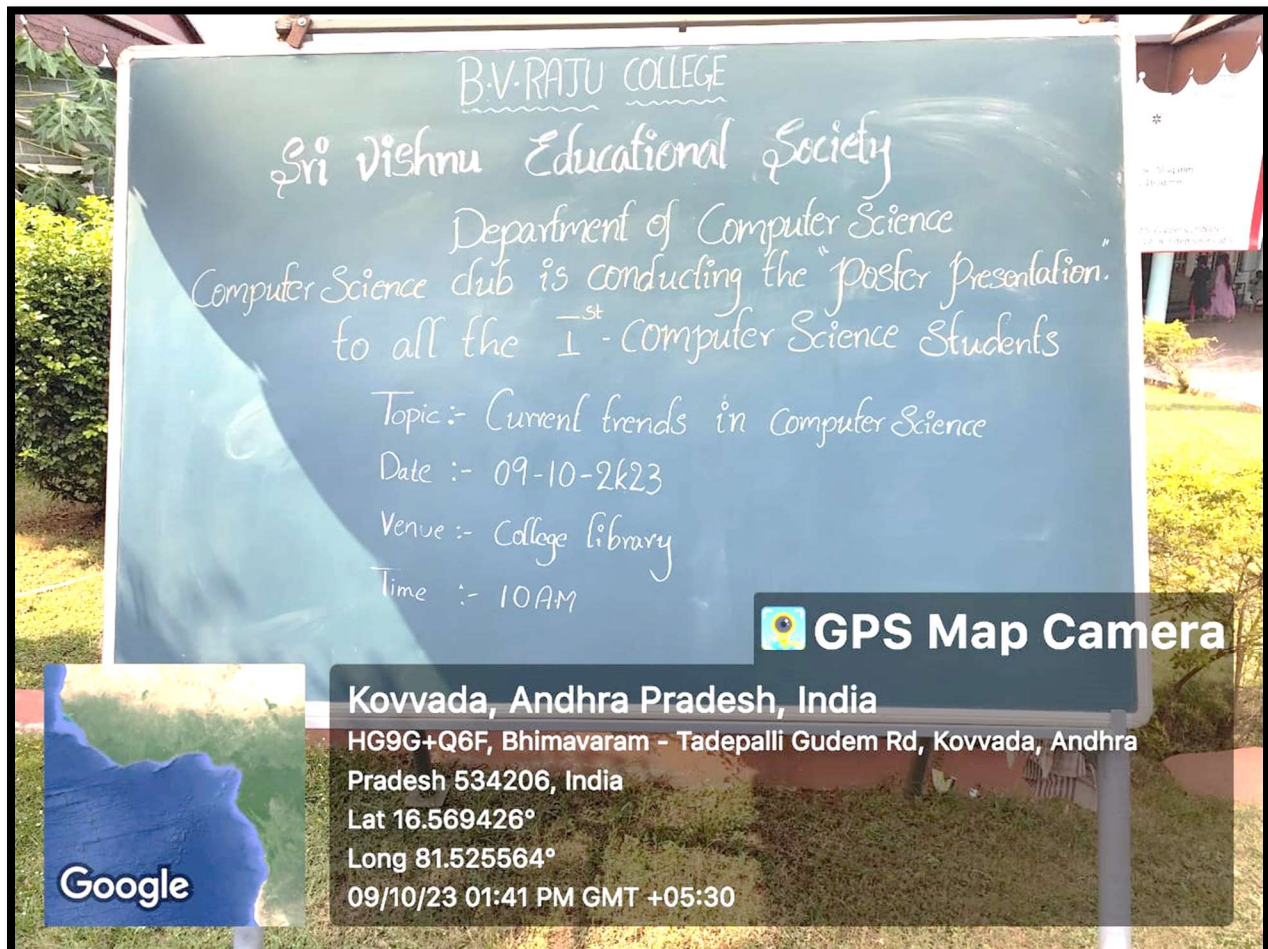 B.V.RAJU COLLEGE
Sri Vishnu Educational Society
Department of Computer Science
Computer Science club is conducting the "Poster Presentation."
to all the Ist - Computer Science Students
Topic:- Current trends in Computer Science
Date :- 09-10-2k23
Venue :- College library
Time :- 10AM
GPS Map Camera
Kovvada, Andhra Pradesh, India
HG9G+Q6F, Bhimavaram - Tadepalli Gudem Rd, Kovvada, Andhra
Pradesh 534206, India
Lat 16.569426°
Long 81.525564°
09/10/23 01:41 PM GMT +05:30
Google